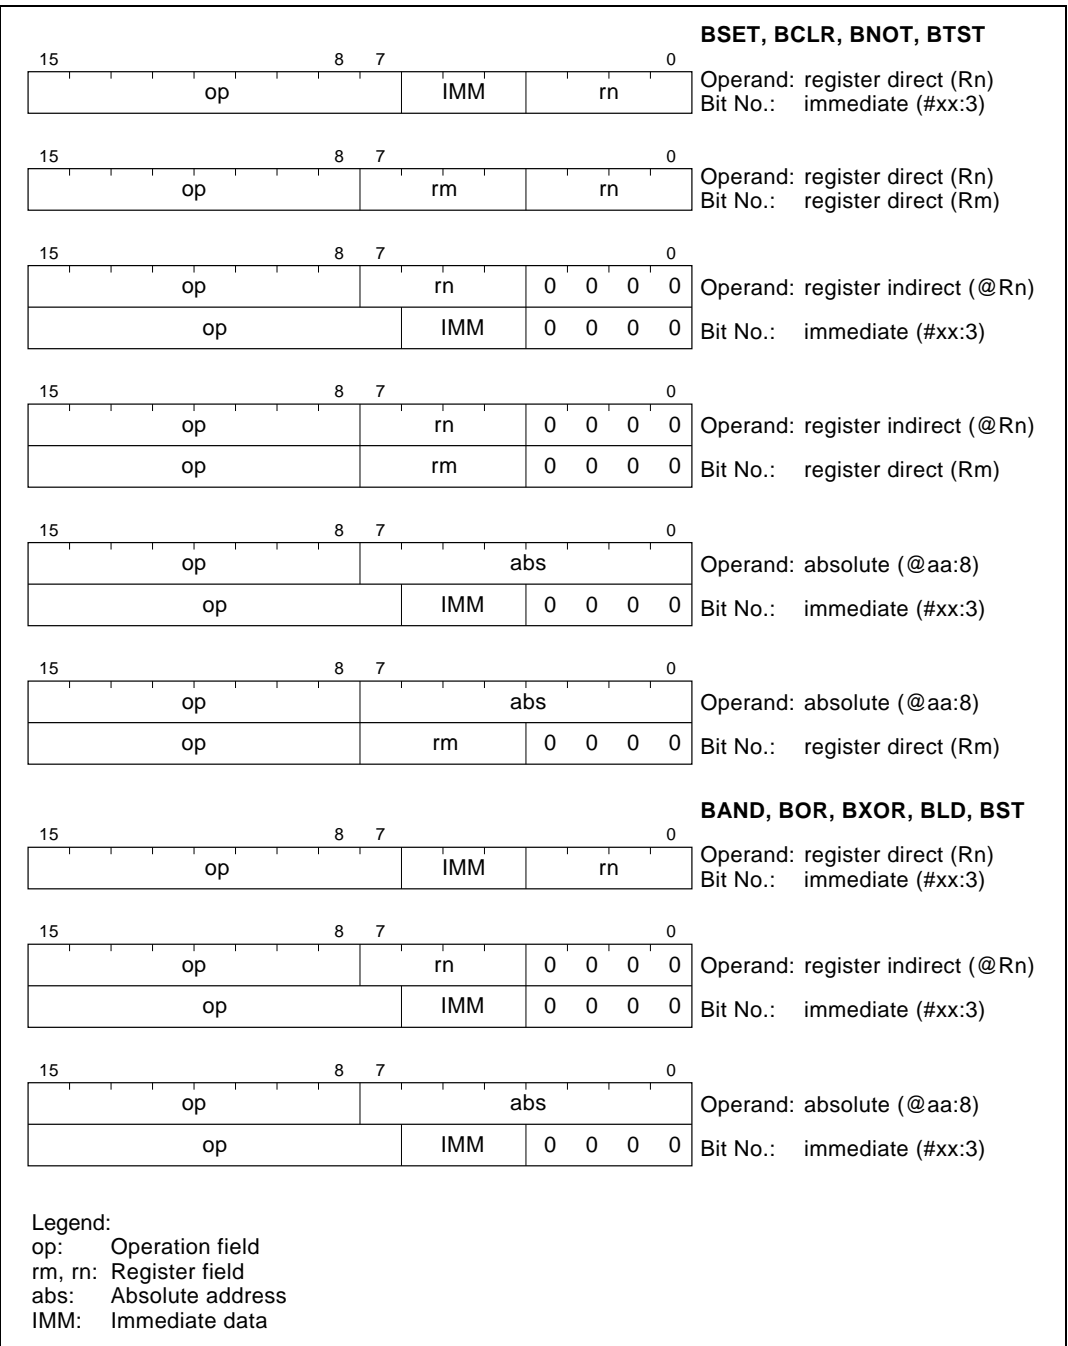 BSET, BCLR, BNOT, BTST
15 8 7 0
op IMM rn
Operand: register direct (Rn)
Bit No.: immediate (#xx:3)
15 8 7 0
op rm rn
Operand: register direct (Rn)
Bit No.: register direct (Rm)
15 8 7 0
op rn 0 0 0 0 Operand: register indirect (@Rn)
op IMM 0 0 0 0 Bit No.: immediate (#xx:3)
15 8 7 0
op rn 0 0 0 0 Operand: register indirect (@Rn)
op rm 0 0 0 0 Bit No.: register direct (Rm)
15 8 7 0
op abs Operand: absolute (@aa:8)
op IMM 0 0 0 0 Bit No.: immediate (#xx:3)
15 8 7 0
op abs Operand: absolute (@aa:8)
op rm 0 0 0 0 Bit No.: register direct (Rm)
BAND, BOR, BXOR, BLD, BST
15 8 7 0
op IMM rn
Operand: register direct (Rn)
Bit No.: immediate (#xx:3)
15 8 7 0
op rn 0 0 0 0 Operand: register indirect (@Rn)
op IMM 0 0 0 0 Bit No.: immediate (#xx:3)
15 8 7 0
op abs Operand: absolute (@aa:8)
op IMM 0 0 0 0 Bit No.: immediate (#xx:3)
Legend:
op: Operation field
rm, rn: Register field
abs: Absolute address
IMM: Immediate data